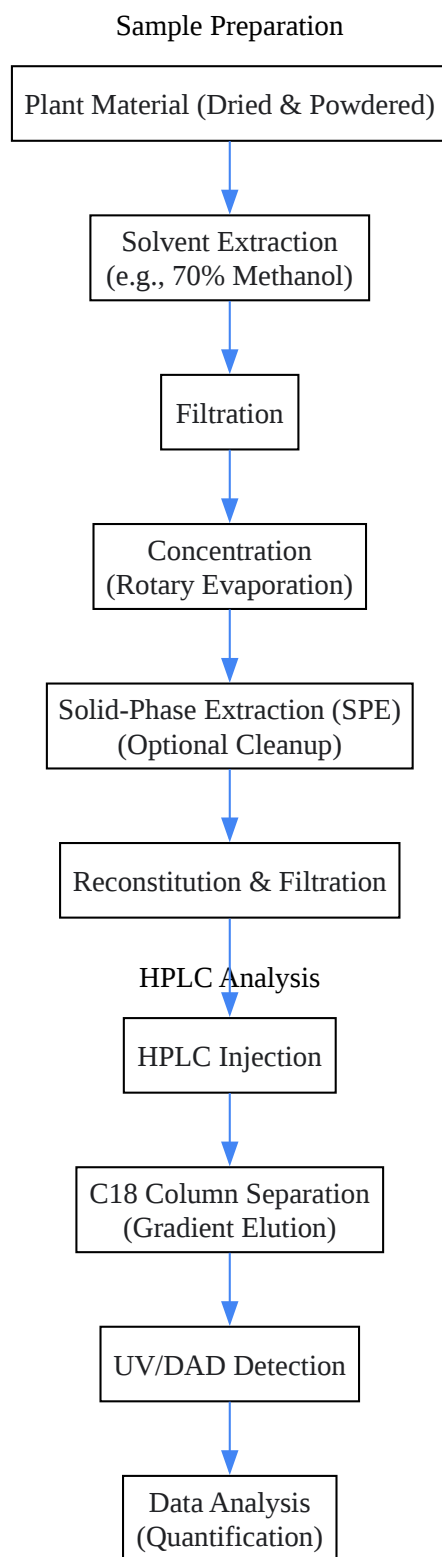 Sample Preparation
Plant Material (Dried & Powdered)
Solvent Extraction
(e.g., 70% Methanol)
Filtration
Concentration
(Rotary Evaporation)
Solid-Phase Extraction (SPE)
(Optional Cleanup)
Reconstitution & Filtration
HPLC Analysis
HPLC Injection
C18 Column Separation
(Gradient Elution)
UV/DAD Detection
Data Analysis
(Quantification)